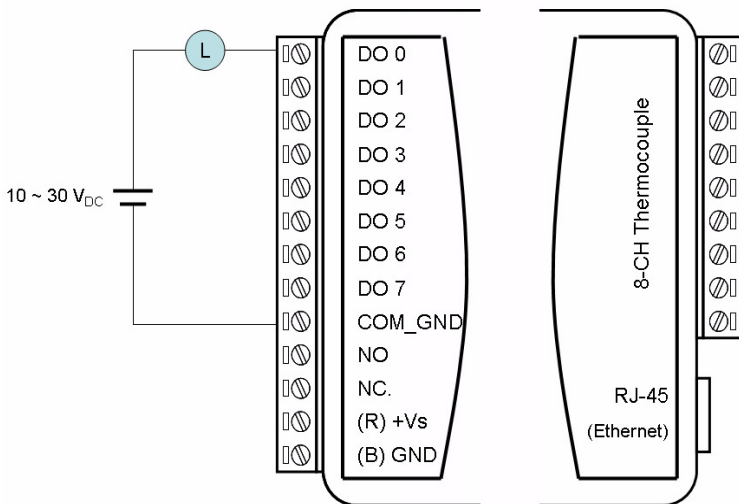 L
10 ~ 30 VDC
DO 0
DO 1
DO 2
DO 3
DO 4
DO 5
DO 6
DO 7
COM_GND
NO
NC.
(R) +Vs
(B) GND
8-CH Thermocouple
RJ-45
(Ethernet)